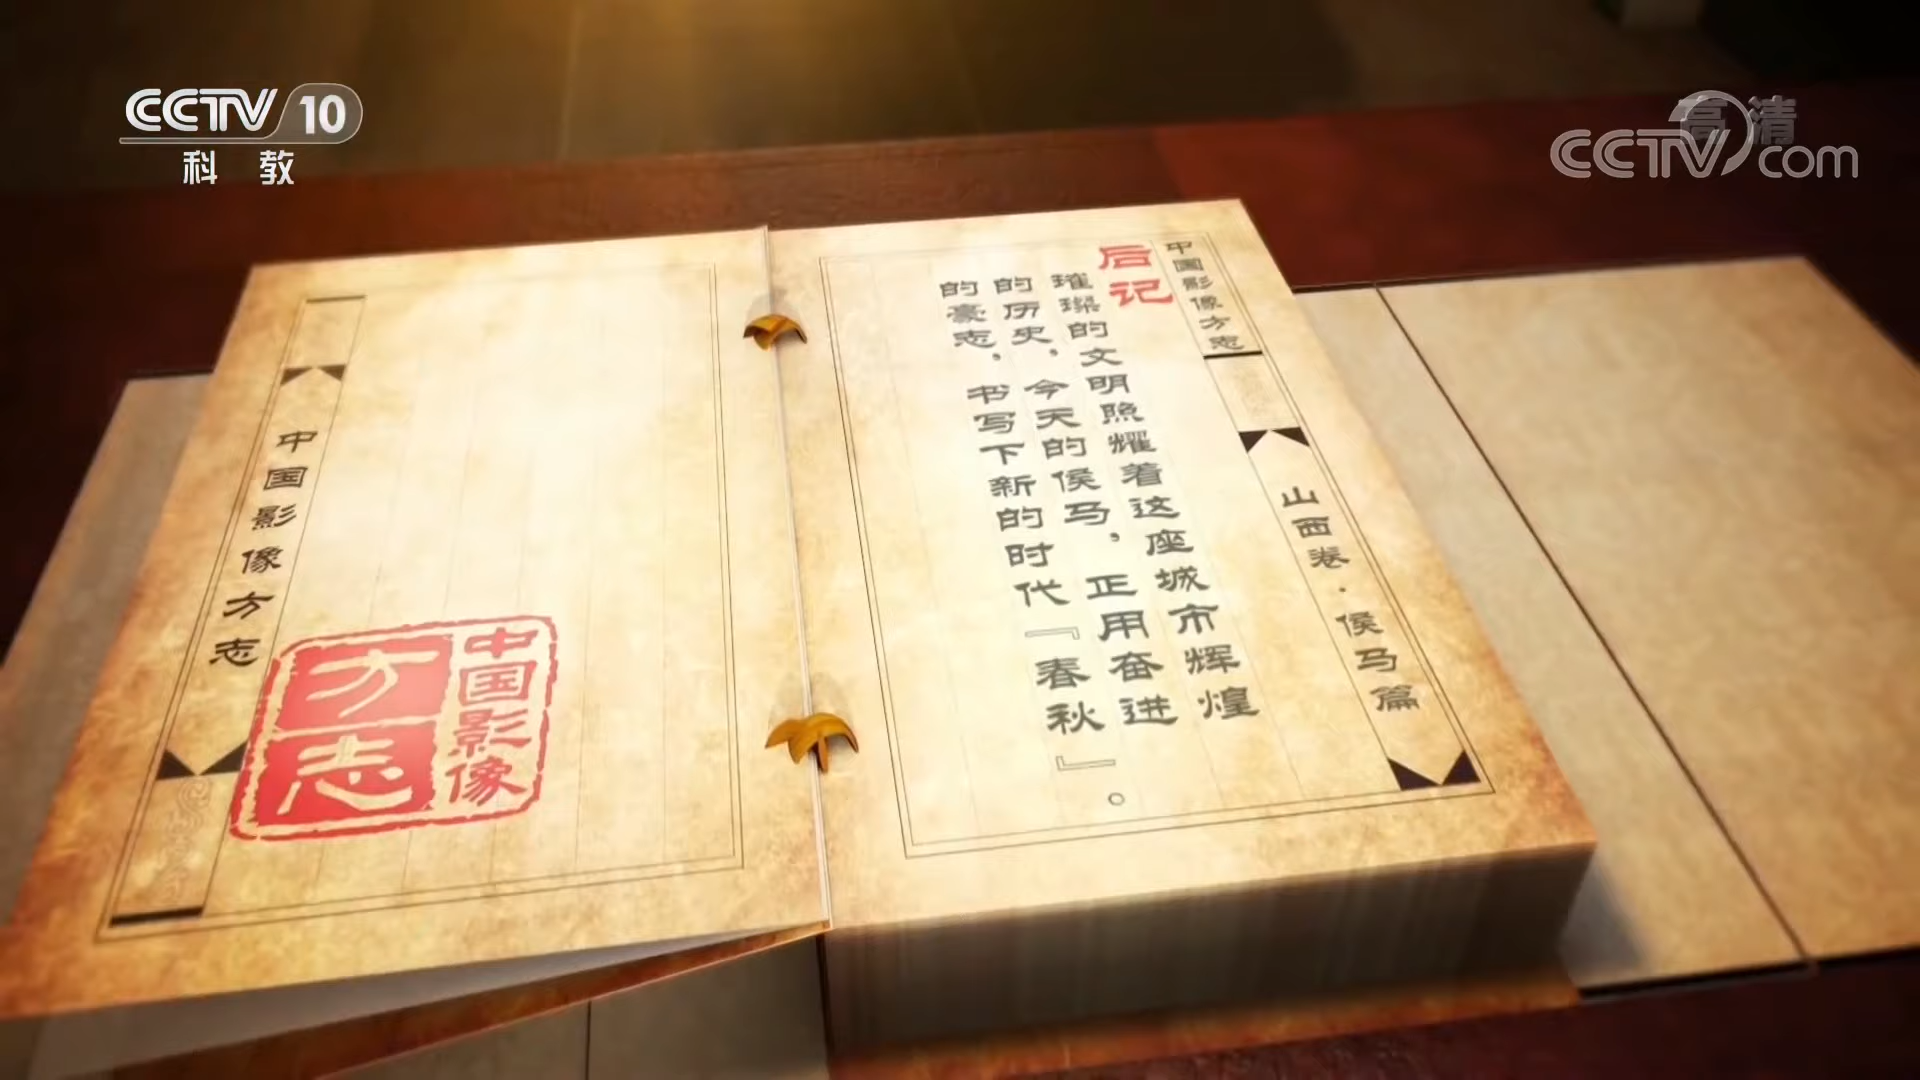 CCTV 10
科教
高清
CCTV.com
中国影像方志
山西卷·侯马篇
后记
璀璨的文明照耀着这座城市辉煌
的历史，今天的侯马，正用奋进
的豪志，书写下新的时代『春秋』。
中国影像方志
中国影像
方志